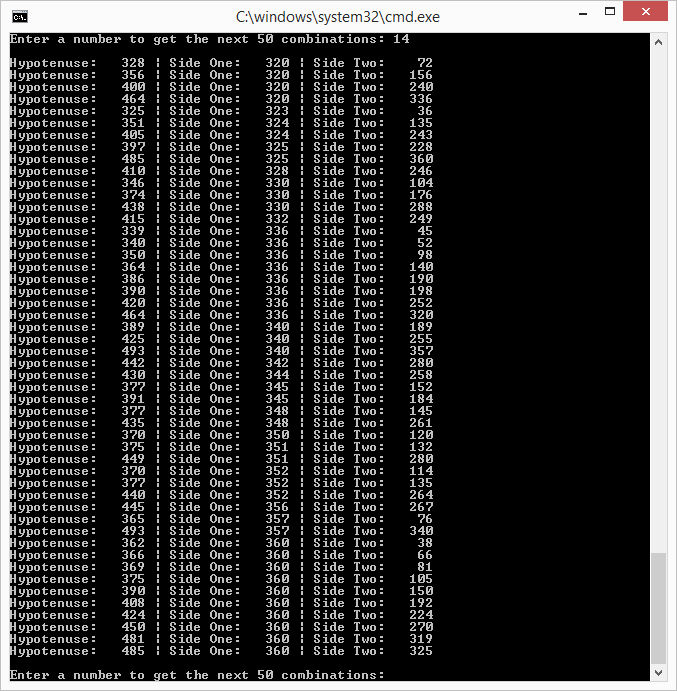 C:\windows\system32\cmd.exe
Enter a number to get the next 50 combinations: 14
Hypotenuse:   328 ¦ Side One:   320 ¦ Side Two:    72
Hypotenuse:   356 ¦ Side One:   320 ¦ Side Two:   156
Hypotenuse:   400 ¦ Side One:   320 ¦ Side Two:   240
Hypotenuse:   464 ¦ Side One:   320 ¦ Side Two:   336
Hypotenuse:   325 ¦ Side One:   323 ¦ Side Two:    36
Hypotenuse:   351 ¦ Side One:   324 ¦ Side Two:   135
Hypotenuse:   405 ¦ Side One:   324 ¦ Side Two:   243
Hypotenuse:   397 ¦ Side One:   325 ¦ Side Two:   228
Hypotenuse:   485 ¦ Side One:   325 ¦ Side Two:   360
Hypotenuse:   410 ¦ Side One:   328 ¦ Side Two:   246
Hypotenuse:   346 ¦ Side One:   330 ¦ Side Two:   104
Hypotenuse:   374 ¦ Side One:   330 ¦ Side Two:   176
Hypotenuse:   438 ¦ Side One:   330 ¦ Side Two:   288
Hypotenuse:   415 ¦ Side One:   332 ¦ Side Two:   249
Hypotenuse:   339 ¦ Side One:   336 ¦ Side Two:    45
Hypotenuse:   340 ¦ Side One:   336 ¦ Side Two:    52
Hypotenuse:   350 ¦ Side One:   336 ¦ Side Two:    98
Hypotenuse:   364 ¦ Side One:   336 ¦ Side Two:   140
Hypotenuse:   386 ¦ Side One:   336 ¦ Side Two:   190
Hypotenuse:   390 ¦ Side One:   336 ¦ Side Two:   198
Hypotenuse:   420 ¦ Side One:   336 ¦ Side Two:   252
Hypotenuse:   464 ¦ Side One:   336 ¦ Side Two:   320
Hypotenuse:   389 ¦ Side One:   340 ¦ Side Two:   189
Hypotenuse:   425 ¦ Side One:   340 ¦ Side Two:   255
Hypotenuse:   493 ¦ Side One:   340 ¦ Side Two:   357
Hypotenuse:   442 ¦ Side One:   342 ¦ Side Two:   280
Hypotenuse:   430 ¦ Side One:   344 ¦ Side Two:   258
Hypotenuse:   377 ¦ Side One:   345 ¦ Side Two:   152
Hypotenuse:   391 ¦ Side One:   345 ¦ Side Two:   184
Hypotenuse:   377 ¦ Side One:   348 ¦ Side Two:   145
Hypotenuse:   435 ¦ Side One:   348 ¦ Side Two:   261
Hypotenuse:   370 ¦ Side One:   350 ¦ Side Two:   120
Hypotenuse:   375 ¦ Side One:   351 ¦ Side Two:   132
Hypotenuse:   449 ¦ Side One:   351 ¦ Side Two:   280
Hypotenuse:   370 ¦ Side One:   352 ¦ Side Two:   114
Hypotenuse:   377 ¦ Side One:   352 ¦ Side Two:   135
Hypotenuse:   440 ¦ Side One:   352 ¦ Side Two:   264
Hypotenuse:   445 ¦ Side One:   356 ¦ Side Two:   267
Hypotenuse:   365 ¦ Side One:   357 ¦ Side Two:    76
Hypotenuse:   493 ¦ Side One:   357 ¦ Side Two:   340
Hypotenuse:   362 ¦ Side One:   360 ¦ Side Two:    38
Hypotenuse:   366 ¦ Side One:   360 ¦ Side Two:    66
Hypotenuse:   369 ¦ Side One:   360 ¦ Side Two:    81
Hypotenuse:   375 ¦ Side One:   360 ¦ Side Two:   105
Hypotenuse:   390 ¦ Side One:   360 ¦ Side Two:   150
Hypotenuse:   408 ¦ Side One:   360 ¦ Side Two:   192
Hypotenuse:   424 ¦ Side One:   360 ¦ Side Two:   224
Hypotenuse:   450 ¦ Side One:   360 ¦ Side Two:   270
Hypotenuse:   481 ¦ Side One:   360 ¦ Side Two:   319
Hypotenuse:   485 ¦ Side One:   360 ¦ Side Two:   325
Enter a number to get the next 50 combinations: